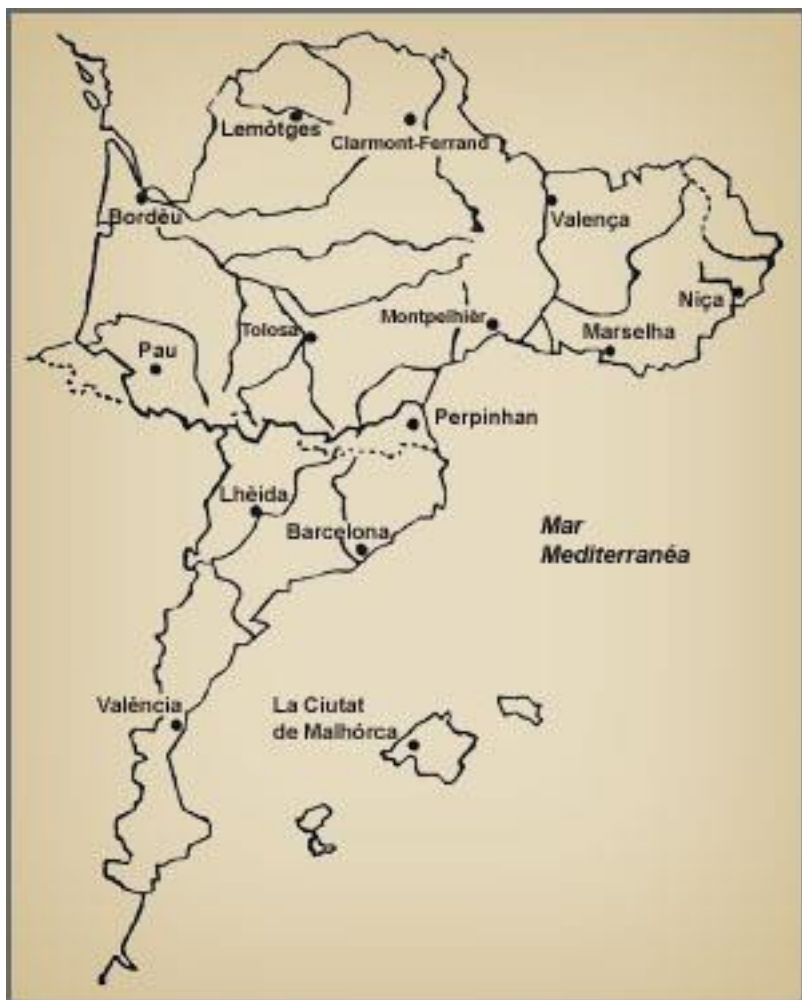 Lemòtges
Clarmont-Ferrand
Bordèu
Valença
Niça
Montpelhièr
Tolosa
Marselha
Pau
Perpinhan
Lhèida
Barcelona
Mar
Mediterranéa
València
La Ciutat
de Malhórca